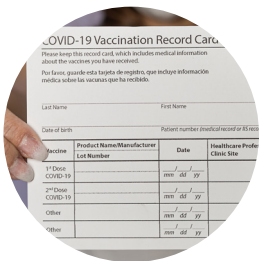 COVID-19 Vaccination Record Card
Please keep this record card, which includes medical information
about the vaccines you have received.
Por favor, guarde esta tarjeta de registro, que incluye información
médica sobre las vacunas que ha recibido.
Last Name First Name
Date of birth Patient number (medical record or IIS reco
Vaccine Product Name/Manufacturer Date Healthcare Profes
Lot Number Clinic Site
1st Dose
COVID-19 mm dd yy
2nd Dose
COVID-19 mm dd yy
Other mm dd yy
Other mm dd yy